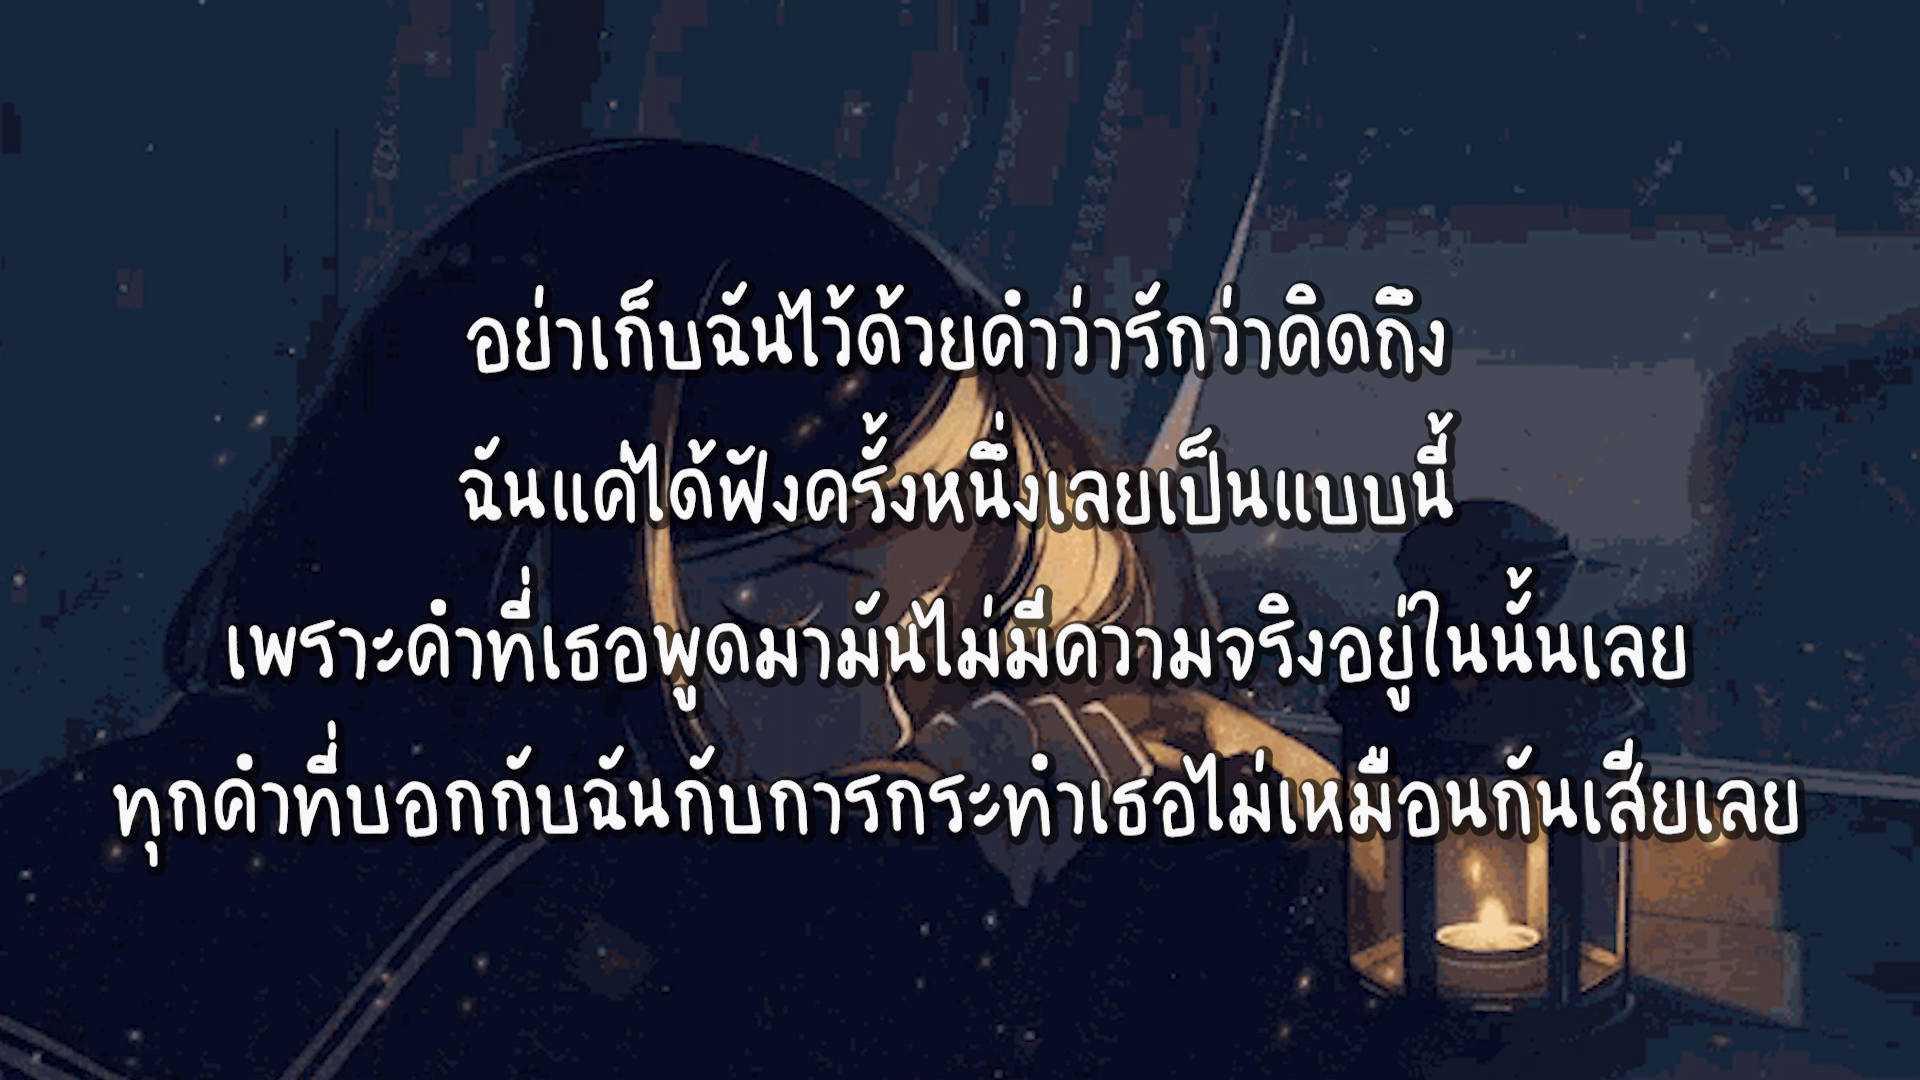 อย่าเก็บฉันไว้ด้วยคำว่ารักว่าคิดถึง
ฉันแค่ได้ฟังครั้งหนึ่งเลยเป็นแบบนี้
เพราะคำที่เธอพูดมามันไม่มีความจริงอยู่ในนั้นเลย
ทุกคำที่บอกกับฉันกับการกระทำเธอไม่เหมือนกันเสียเลย